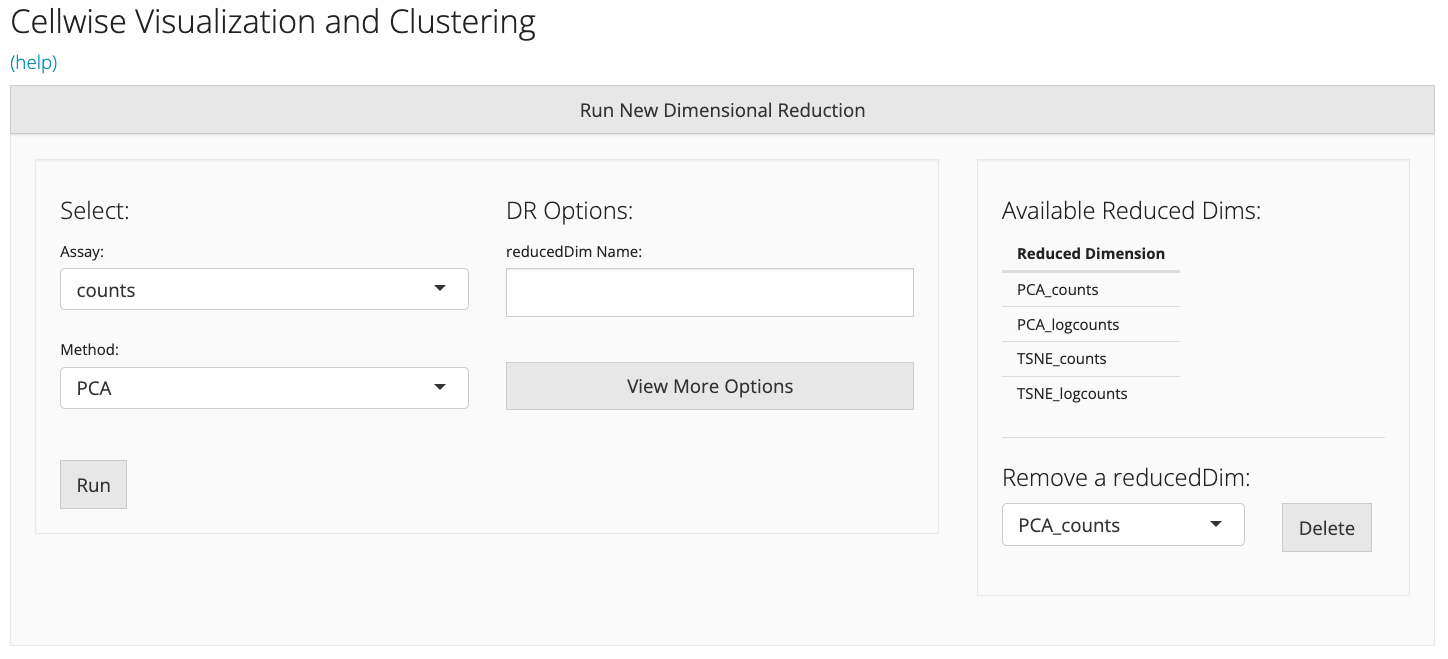 Cellwise Visualization and Clustering
(help)
Run New Dimensional Reduction
Select:
Assay:
counts
Method:
PCA
Run
DR Options:
reducedDim Name:
View More Options
Available Reduced Dims:
Reduced Dimension
PCA_counts
PCA_logcounts
TSNE_counts
TSNE_logcounts
Remove a reducedDim:
PCA_counts
Delete